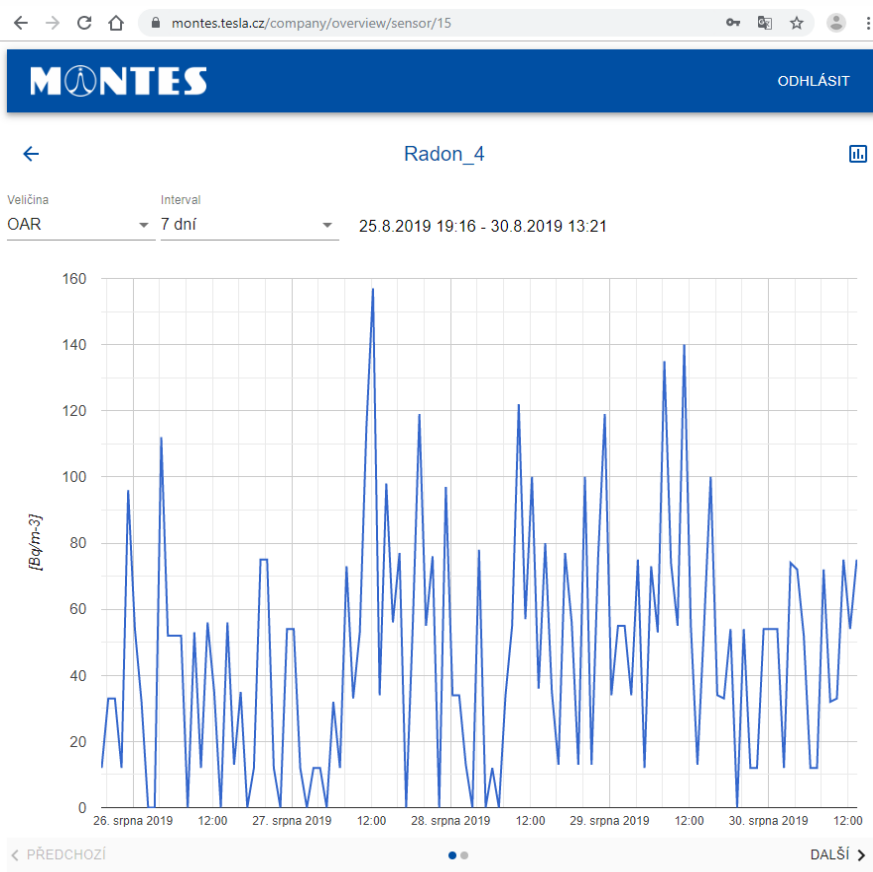 montes.tesla.cz/company/overview/sensor/15
MONTES
ODHLÁSIT
Radon_4
Veličina
Interval
OAR
7 dní
25.8.2019 19:16 - 30.8.2019 13:21
160
140
120
100
80
60
40
20
0
[Bq/m-3]
26. srpna 2019 12:00 27. srpna 2019 12:00 28. srpna 2019 12:00 29. srpna 2019 12:00 30. srpna 2019 12:00
PŘEDCHOZÍ
DALŠÍ